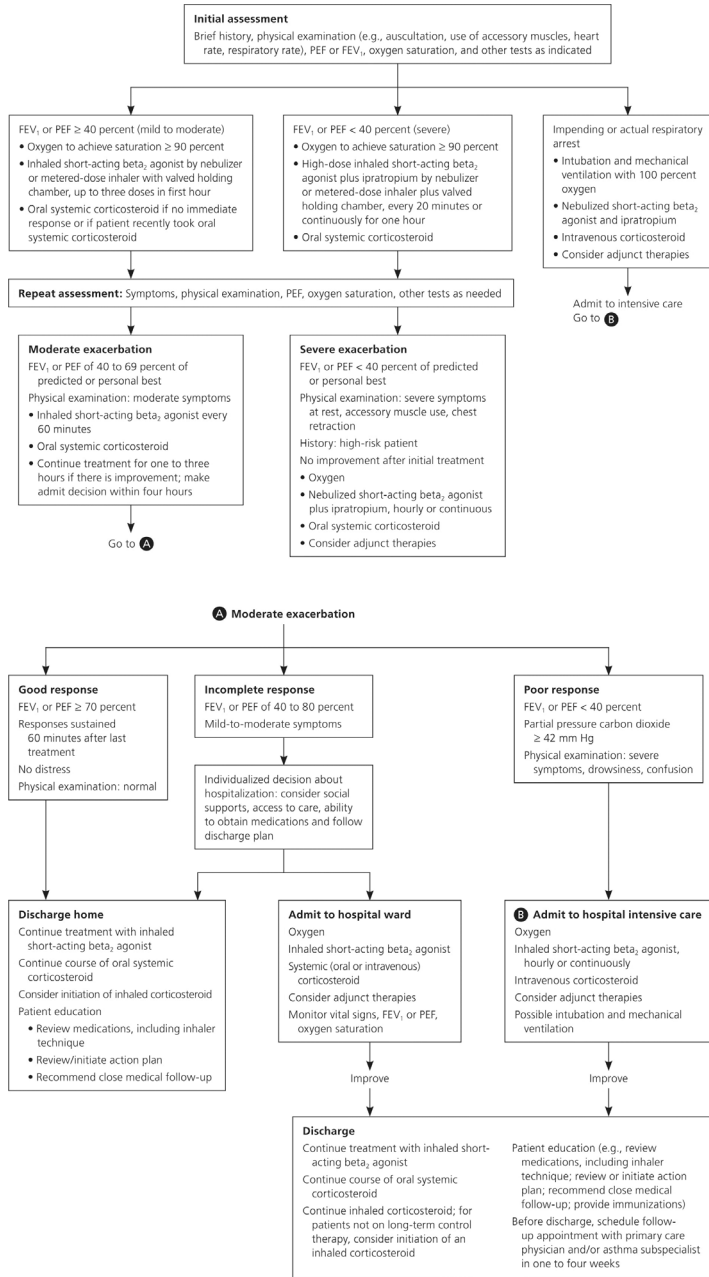 Initial assessment
Brief history, physical examination (e.g., auscultation, use of accessory muscles, heart
rate, respiratory rate), PEF or FEV₁, oxygen saturation, and other tests as indicated
FEV₁ or PEF ≥ 40 percent (mild to moderate)
• Oxygen to achieve saturation ≥ 90 percent
• Inhaled short-acting beta₂ agonist by nebulizer
or metered-dose inhaler with valved holding
chamber, up to three doses in first hour
• Oral systemic corticosteroid if no immediate
response or if patient recently took oral
systemic corticosteroid
FEV₁ or PEF < 40 percent (severe)
• Oxygen to achieve saturation ≥ 90 percent
• High-dose inhaled short-acting beta₂
agonist plus ipratropium by nebulizer
or metered-dose inhaler plus valved
holding chamber, every 20 minutes or
continuously for one hour
• Oral systemic corticosteroid
Impending or actual respiratory
arrest
• Intubation and mechanical
ventilation with 100 percent
oxygen
• Nebulized short-acting beta₂
agonist and ipratropium
• Intravenous corticosteroid
• Consider adjunct therapies
Repeat assessment: Symptoms, physical examination, PEF, oxygen saturation, other tests as needed
Admit to intensive care
Go to B
Moderate exacerbation
FEV₁ or PEF of 40 to 69 percent of
predicted or personal best
Physical examination: moderate symptoms
• Inhaled short-acting beta₂ agonist every
60 minutes
• Oral systemic corticosteroid
• Continue treatment for one to three
hours if there is improvement; make
admit decision within four hours
Go to A
Severe exacerbation
FEV₁ or PEF < 40 percent of predicted
or personal best
Physical examination: severe symptoms
at rest, accessory muscle use, chest
retraction
History: high-risk patient
No improvement after initial treatment
• Oxygen
• Nebulized short-acting beta₂ agonist
plus ipratropium, hourly or continuous
• Oral systemic corticosteroid
• Consider adjunct therapies
A Moderate exacerbation
Good response
FEV₁ or PEF ≥ 70 percent
Responses sustained
60 minutes after last
treatment
No distress
Physical examination: normal
Incomplete response
FEV₁ or PEF of 40 to 80 percent
Mild-to-moderate symptoms
Poor response
FEV₁ or PEF < 40 percent
Partial pressure carbon dioxide
≥ 42 mm Hg
Physical examination: severe
symptoms, drowsiness, confusion
Individualized decision about
hospitalization: consider social
supports, access to care, ability
to obtain medications and follow
discharge plan
Discharge home
Continue treatment with inhaled
short-acting beta₂ agonist
Continue course of oral systemic
corticosteroid
Consider initiation of inhaled corticosteroid
Patient education
• Review medications, including inhaler
technique
• Review/initiate action plan
• Recommend close medical follow-up
Admit to hospital ward
Oxygen
Inhaled short-acting beta₂ agonist
Systemic (oral or intravenous)
corticosteroid
Consider adjunct therapies
Monitor vital signs, FEV₁ or PEF,
oxygen saturation
B Admit to hospital intensive care
Oxygen
Inhaled short-acting beta₂ agonist,
hourly or continuously
Intravenous corticosteroid
Consider adjunct therapies
Possible intubation and mechanical
ventilation
Improve
Improve
Discharge
Continue treatment with inhaled short-
acting beta₂ agonist
Continue course of oral systemic
corticosteroid
Continue inhaled corticosteroid; for
patients not on long-term control
therapy, consider initiation of an
inhaled corticosteroid
Patient education (e.g., review
medications, including inhaler
technique; review or initiate action
plan; recommend close medical
follow-up; provide immunizations)
Before discharge, schedule follow-
up appointment with primary care
physician and/or asthma subspecialist
in one to four weeks